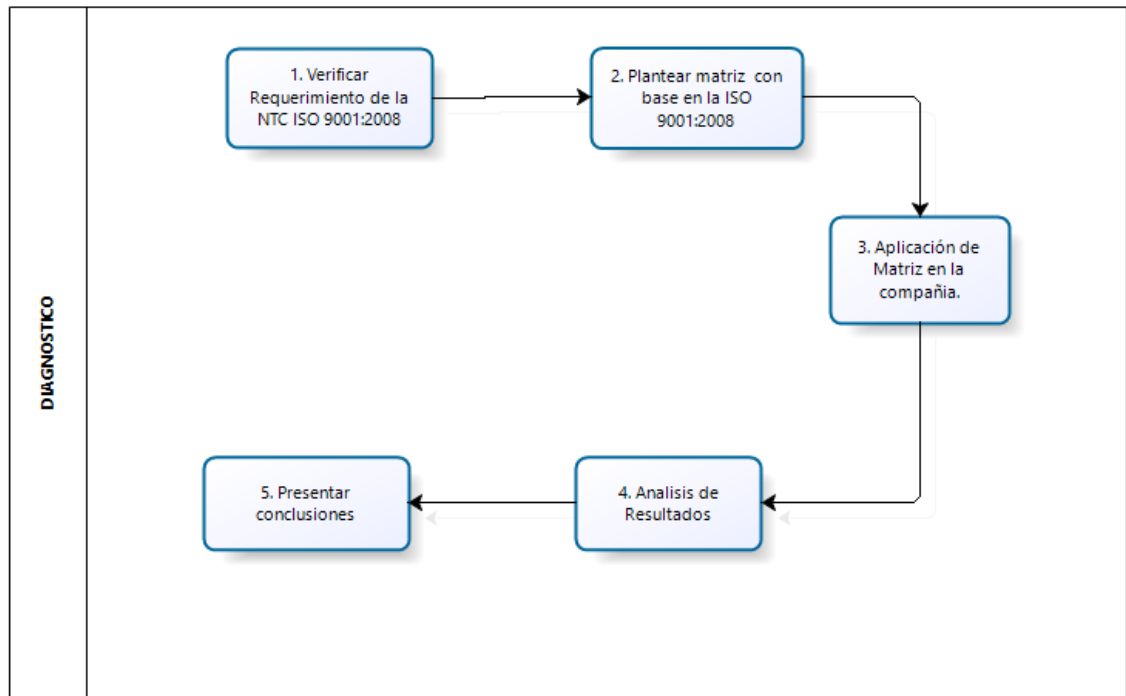 DIAGNOSTICO
1. Verificar
Requerimiento de la
NTC ISO 9001:2008
2. Plantear matriz con
base en la ISO
9001:2008
3. Aplicación de
Matriz en la
compañia.
4. Analisis de
Resultados
5. Presentar
conclusiones